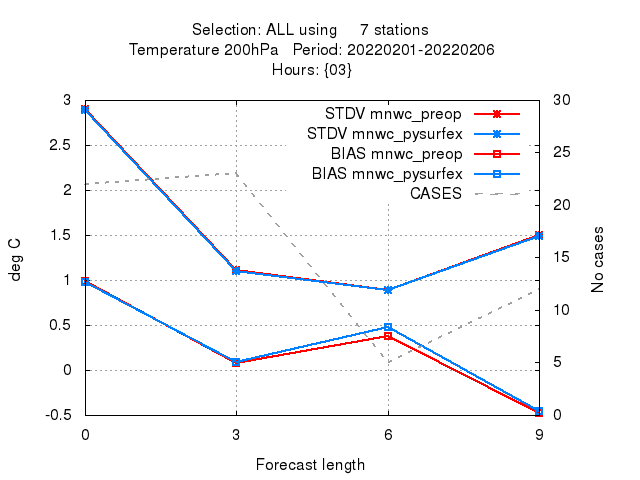 Selection: ALL using 7 stations
Temperature 200hPa Period: 20220201-20220206
Hours: {03}
3
2.5
2
1.5
1
0.5
0
-0.5
deg C
30
25
20
15
10
5
0
No cases
STDV mnwc_preop
STDV mnwc_pysurfex
BIAS mnwc_preop
BIAS mnwc_pysurfex
CASES
0 3 6 9
Forecast length